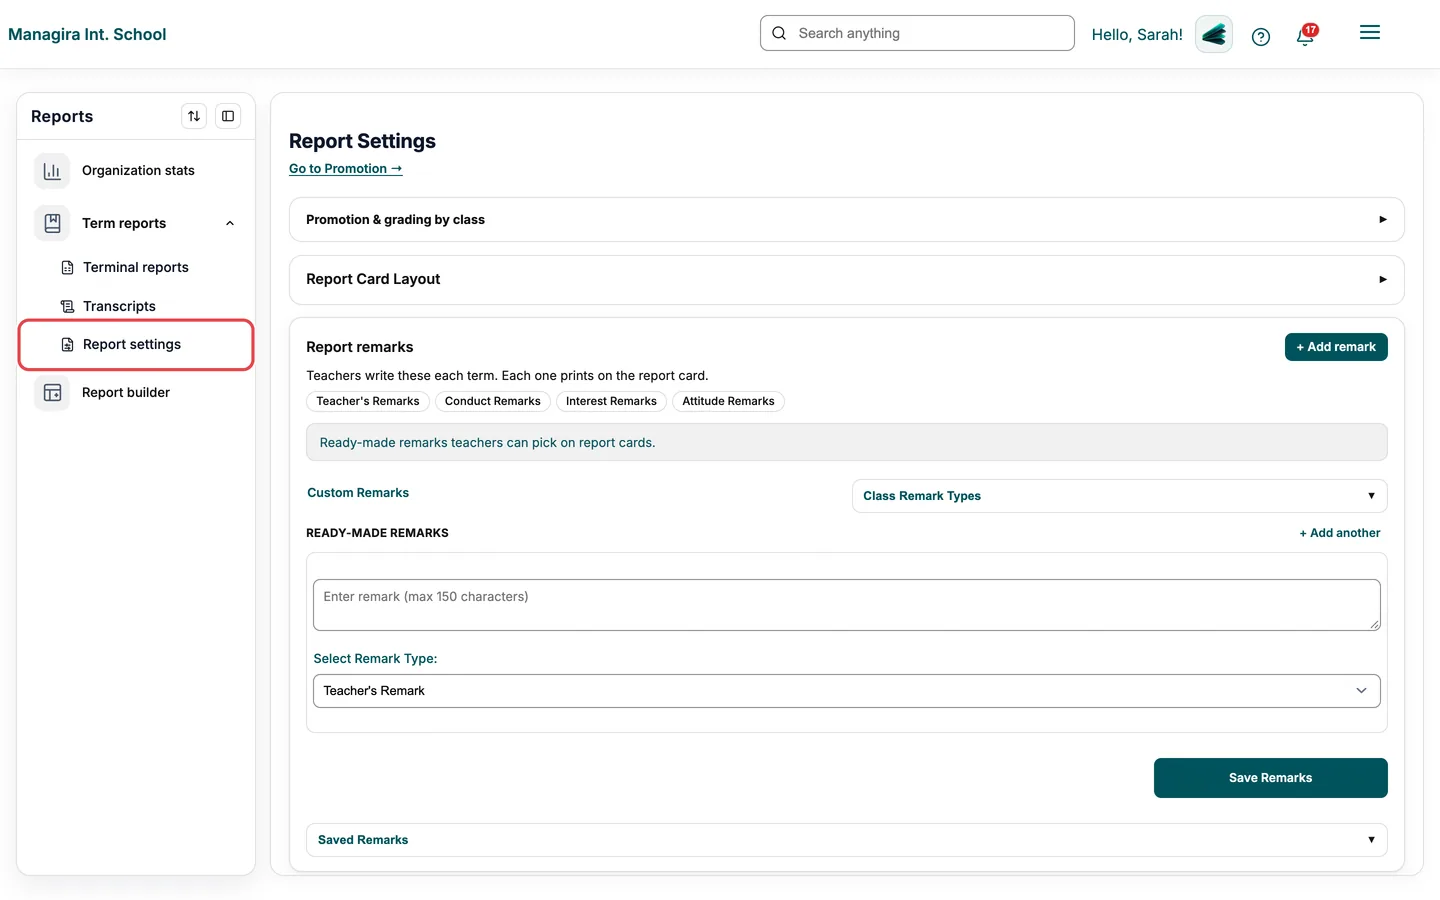 Managira Int. School
Search anything
Hello, Sarah!
17
Reports
Organization stats
Term reports
Terminal reports
Transcripts
Report settings
Report builder
Report Settings
Go to Promotion →
Promotion & grading by class
Report Card Layout
Report remarks
+ Add remark
Teachers write these each term. Each one prints on the report card.
Teacher's Remarks Conduct Remarks Interest Remarks Attitude Remarks
Ready-made remarks teachers can pick on report cards.
Custom Remarks
Class Remark Types
READY-MADE REMARKS
+ Add another
Enter remark (max 150 characters)
Select Remark Type:
Teacher's Remark
Save Remarks
Saved Remarks